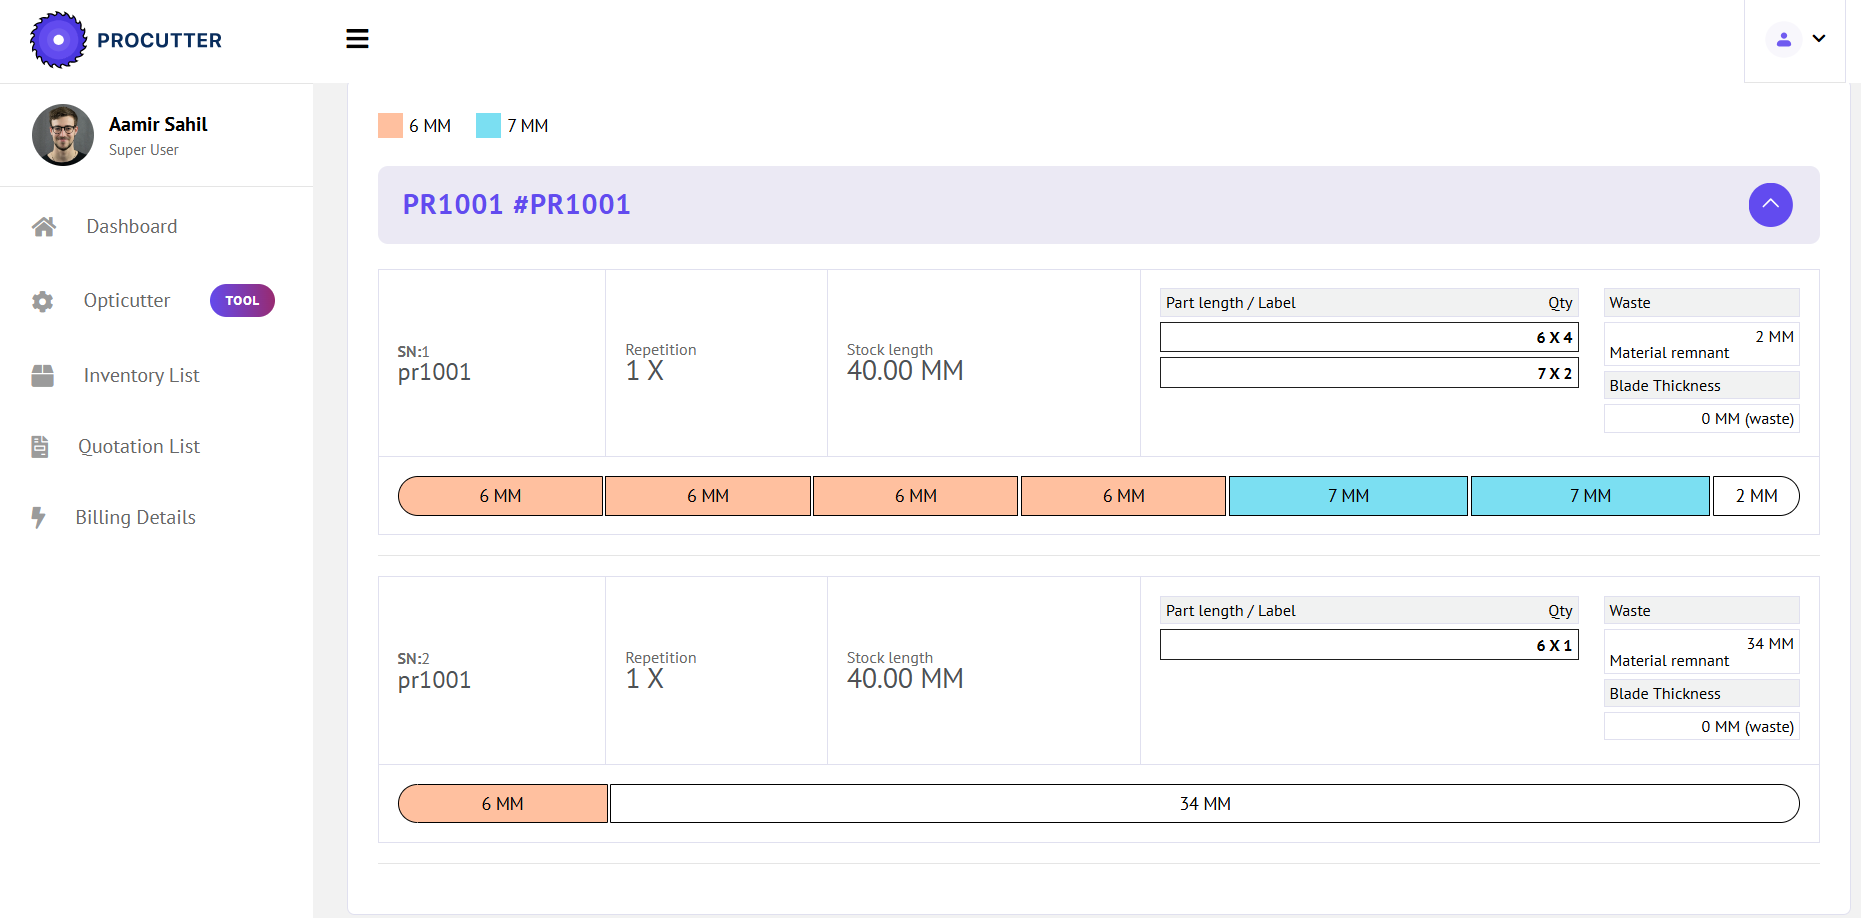 PROCUTTER
Aamir Sahil
Super User
Dashboard
Opticutter TOOL
Inventory List
Quotation List
Billing Details
6 MM 7 MM
PR1001 #PR1001
SN:1
pr1001
Repetition
1 X
Stock length
40.00 MM
Part length / Label Qty
6 X 4
7 X 2
Waste
2 MM
Material remnant
Blade Thickness
0 MM (waste)
6 MM 6 MM 6 MM 6 MM 7 MM 7 MM 2 MM
SN:2
pr1001
Repetition
1 X
Stock length
40.00 MM
Part length / Label Qty
6 X 1
Waste
34 MM
Material remnant
Blade Thickness
0 MM (waste)
6 MM 34 MM